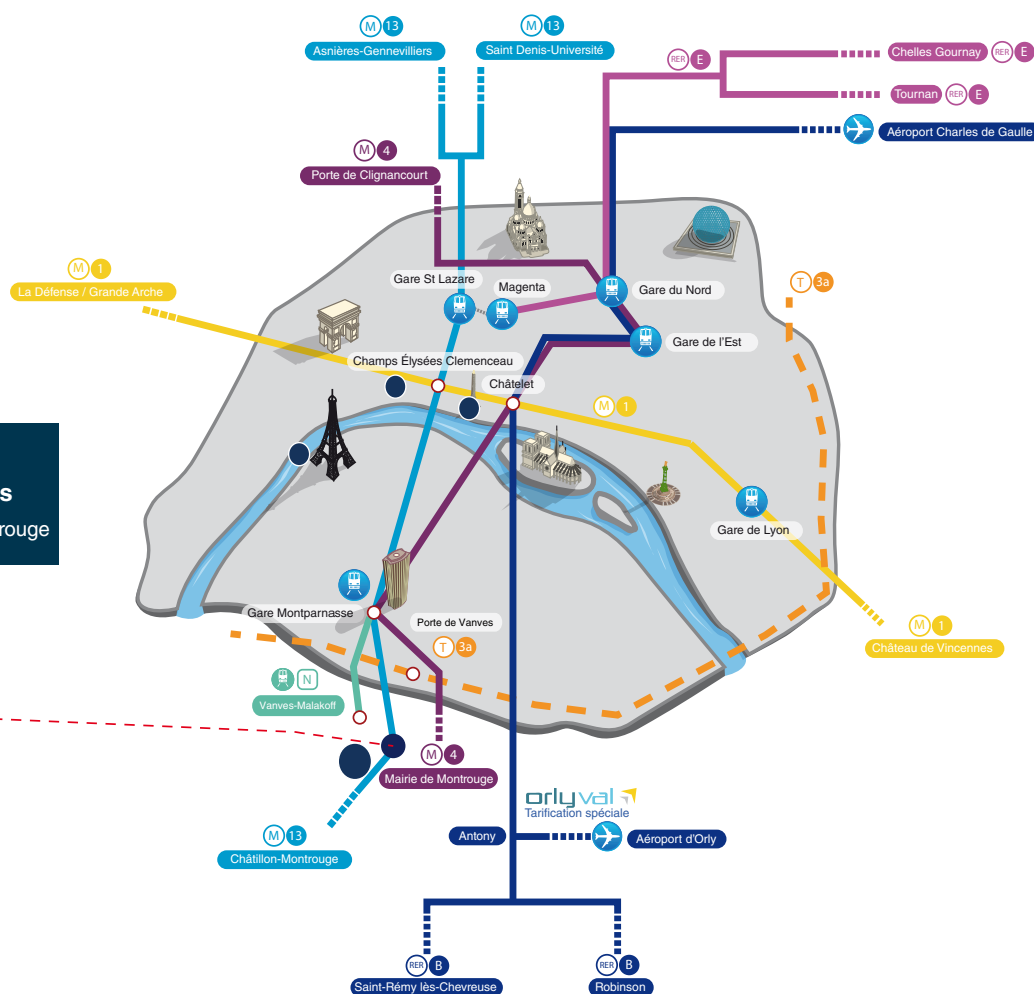 M 13
Asnières-Gennevilliers
M 13
Saint Denis-Université
RER E
Chelles Gournay RER E
Tournan RER E
Aéroport Charles de Gaulle
M 4
Porte de Clignancourt
M 1
La Défense / Grande Arche
T 3a
Gare St Lazare
Magenta
Gare du Nord
Gare de l'Est
Champs Élysées Clemenceau
Châtelet
M 1
Gare de Lyon
Gare Montparnasse
Porte de Vanves
T 3a
M 1
Château de Vincennes
N
Vanves-Malakoff
M 4
Mairie de Montrouge
M 13
Châtillon-Montrouge
orlyval
Tarification spéciale
Antony
Aéroport d'Orly
RER B
Saint-Rémy lès-Chevreuse
RER B
Robinson